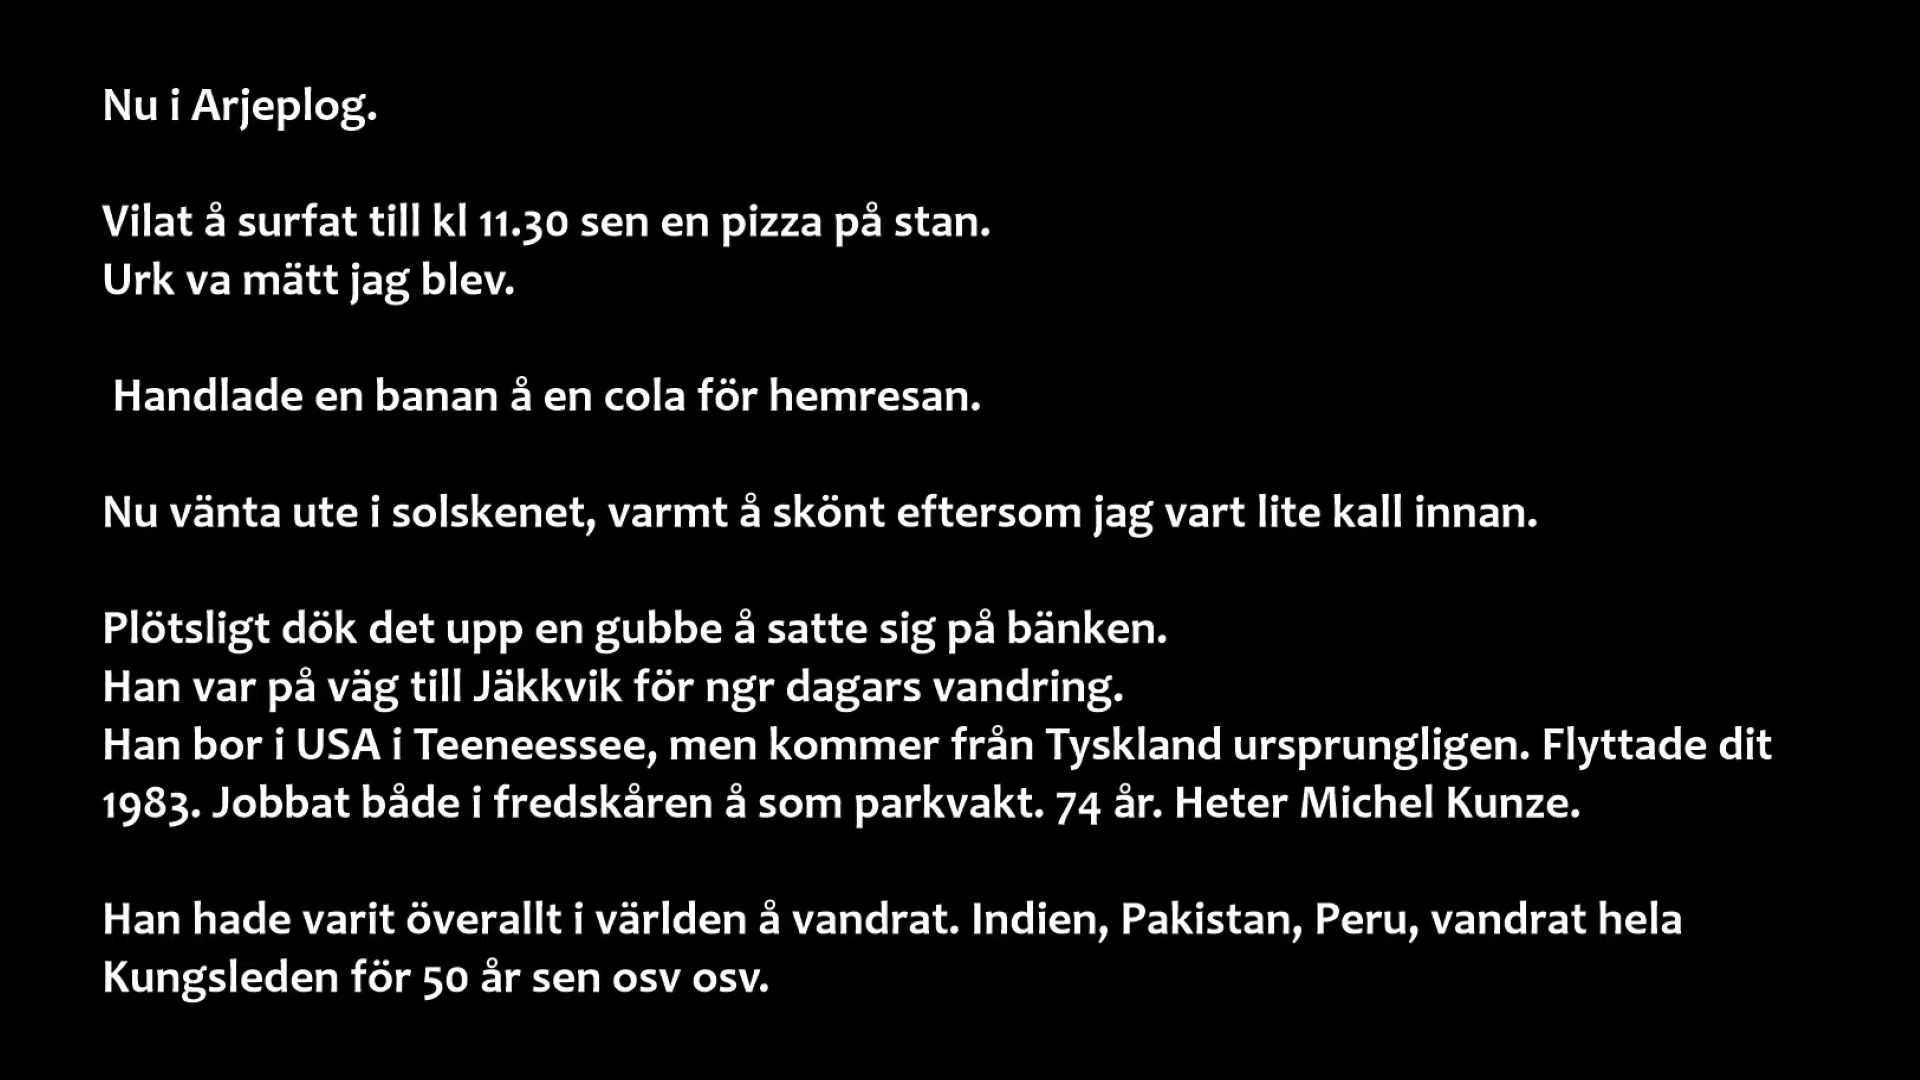 Nu i Arjeplog.
Vilat å surfat till kl 11.30 sen en pizza på stan.
Urk va mätt jag blev.
Handlade en banan å en cola för hemresan.
Nu vänta ute i solskenet, varmt å skönt eftersom jag vart lite kall innan.
Plötsligt dök det upp en gubbe å satte sig på bänken.
Han var på väg till Jäkkvik för ngr dagars vandring.
Han bor i USA i Teeneessee, men kommer från Tyskland ursprungligen. Flyttade dit
1983. Jobbat både i fredskåren å som parkvakt. 74 år. Heter Michel Kunze.
Han hade varit överallt i världen å vandrat. Indien, Pakistan, Peru, vandrat hela
Kungsleden för 50 år sen osv osv.